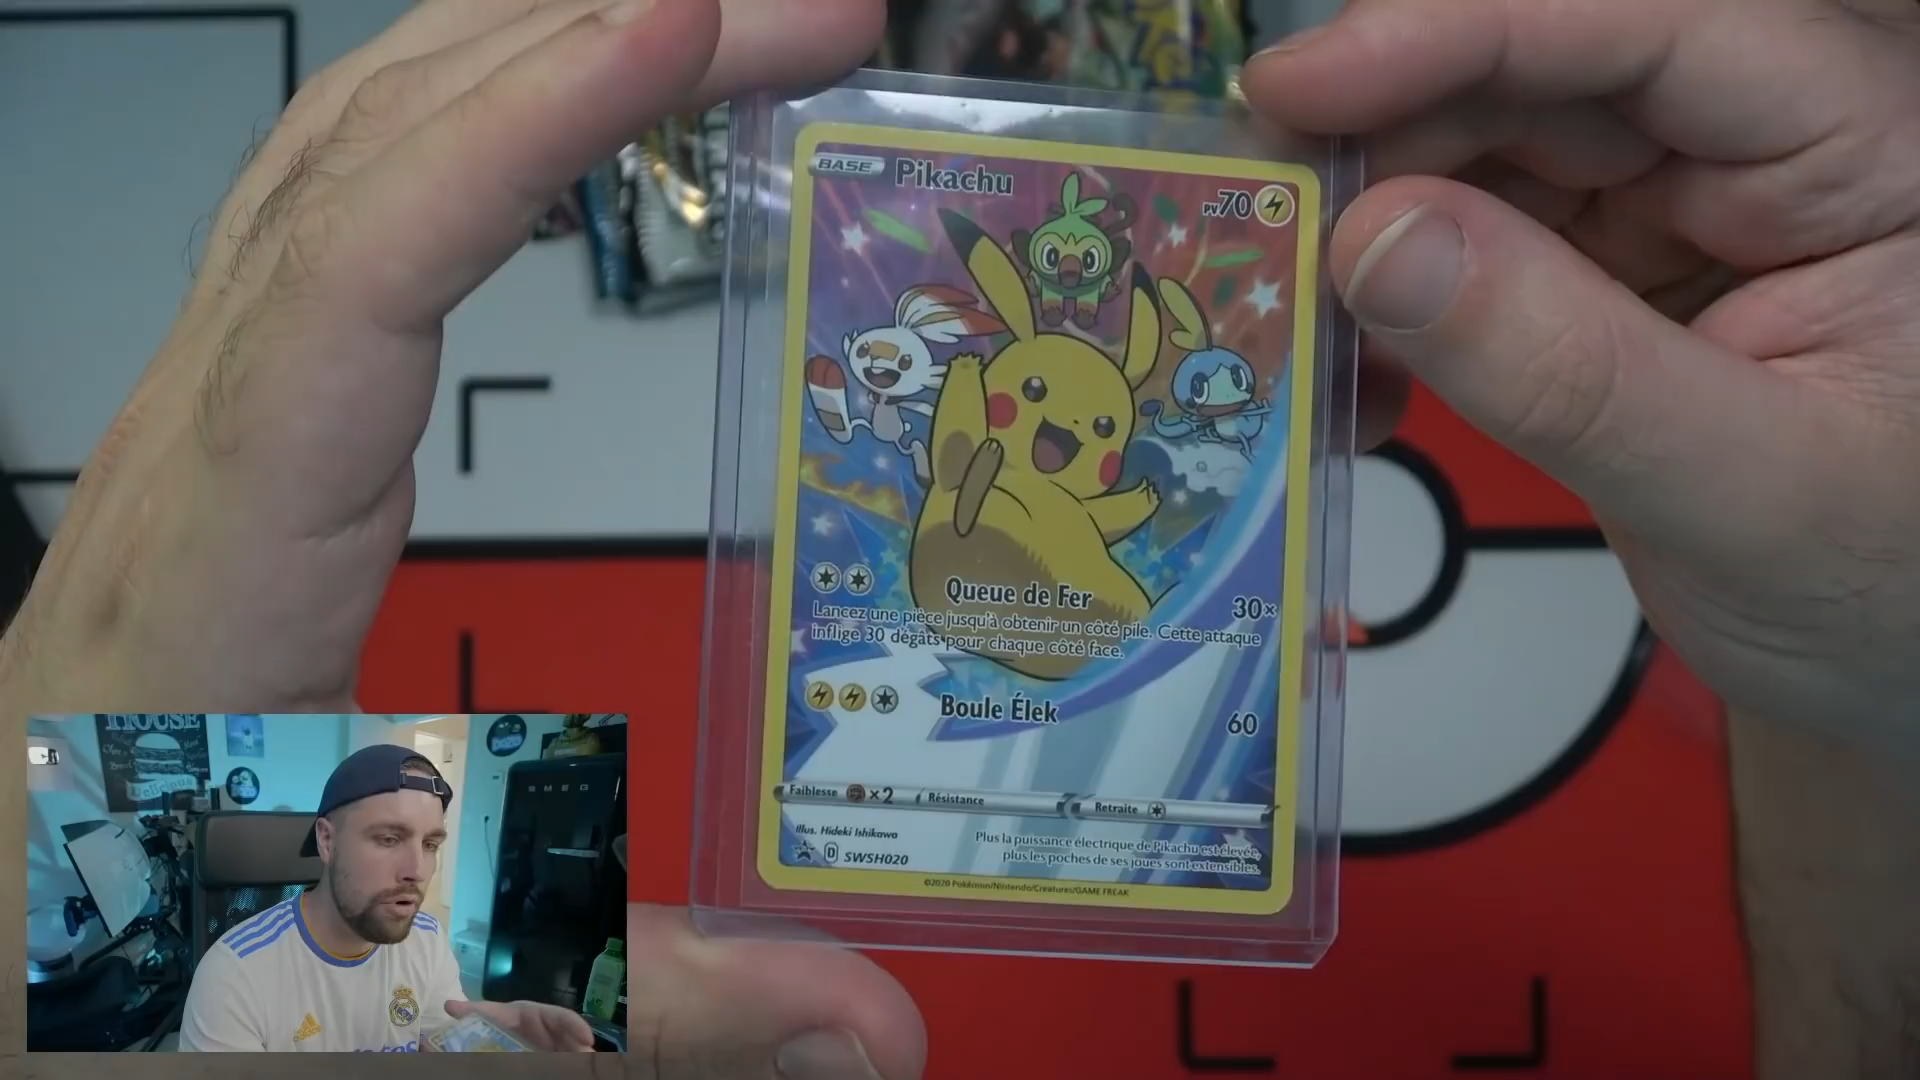 BASE Pikachu PV70
Queue de Fer 30×
Lancez une pièce jusqu'à obtenir un côté pile. Cette attaque
inflige 30 dégâts pour chaque côté face.
Boule Élek 60
Faiblesse ×2 Résistance Retraite
Illus. Hideki Ishikawa
Plus la puissance électrique de Pikachu est élevée,
plus les poches de ses joues sont extensibles.
D SWSH020
©2020 Pokémon/Nintendo/Creatures/GAME FREAK
HOUSE
Delicious
SMEG